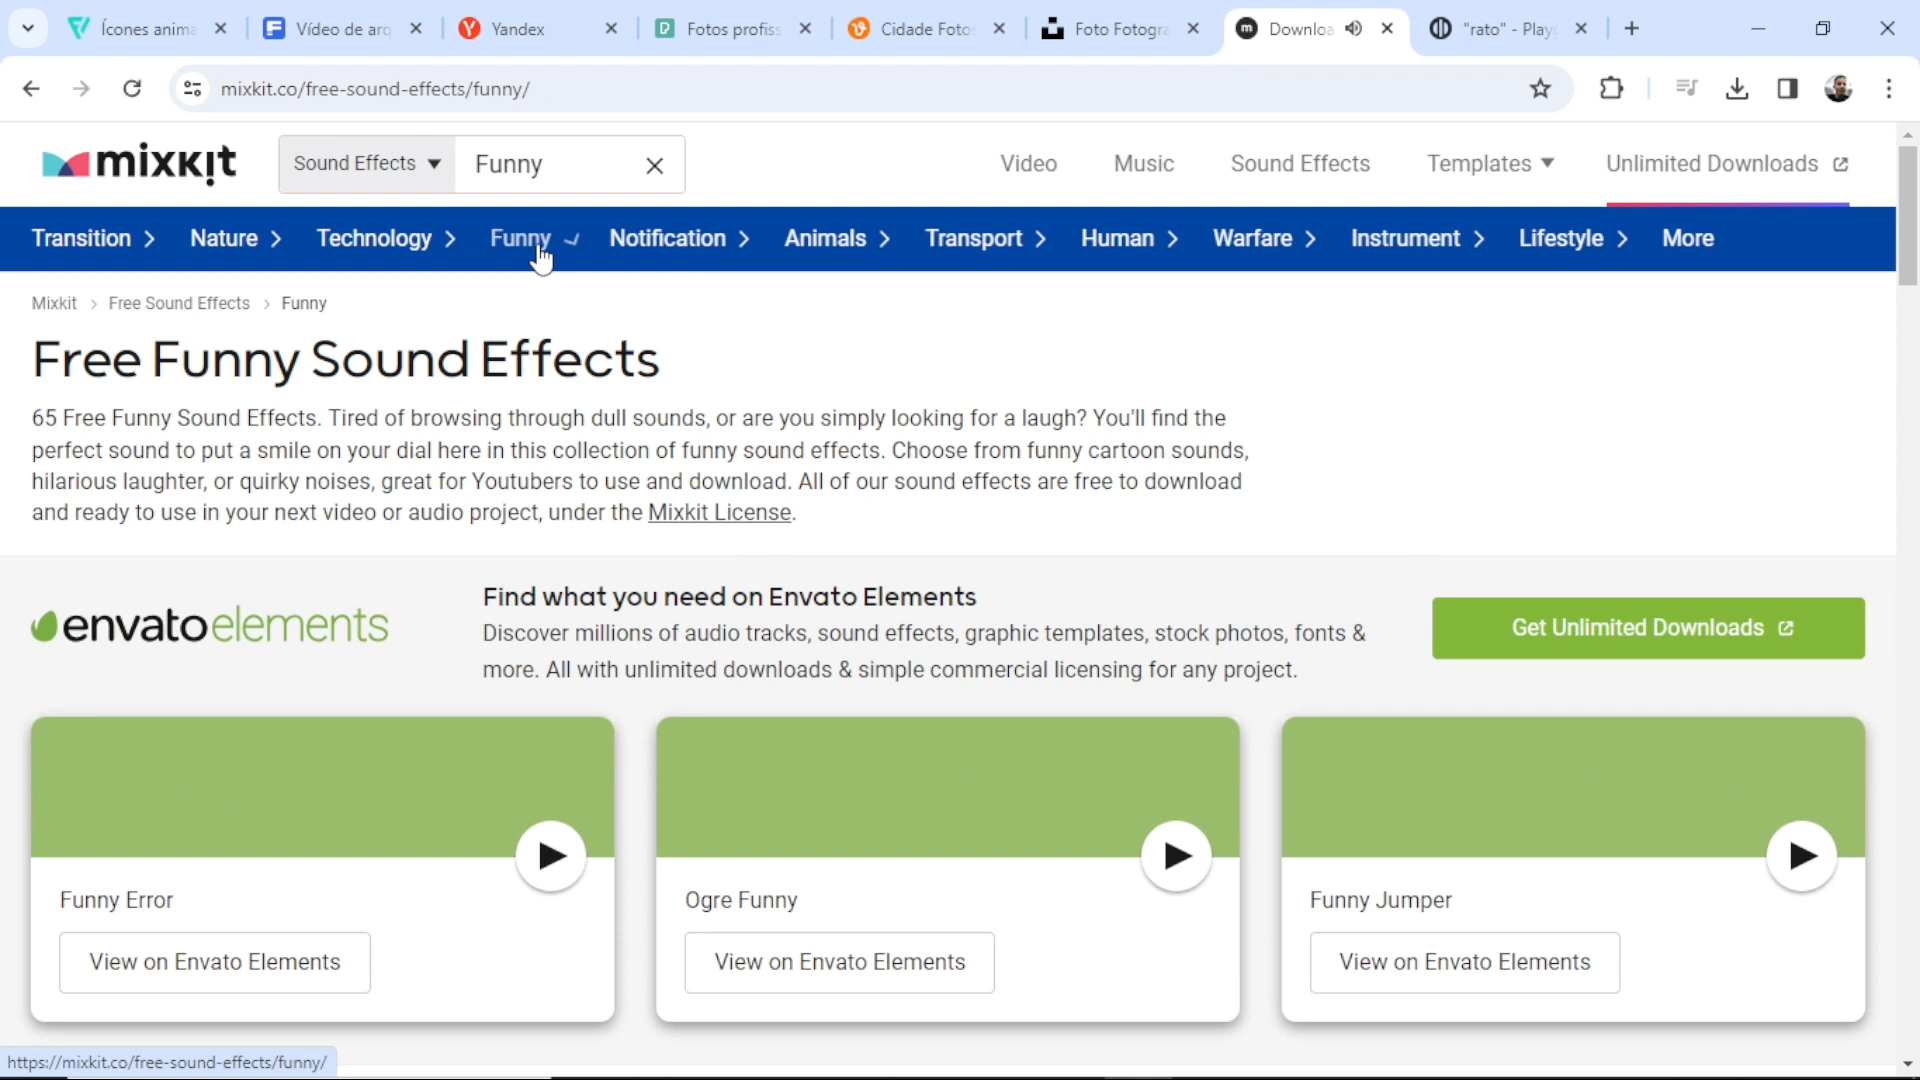 Ícones anima
Vídeo de arq
Yandex
Fotos profiss
Cidade Fotos
Foto Fotogra
Downloa
"rato" - Play
mixkit.co/free-sound-effects/funny/
mixkit
Sound Effects
Funny
Video
Music
Sound Effects
Templates
Unlimited Downloads
Transition
Nature
Technology
Funny
Notification
Animals
Transport
Human
Warfare
Instrument
Lifestyle
More
Mixkit > Free Sound Effects > Funny
Free Funny Sound Effects
65 Free Funny Sound Effects. Tired of browsing through dull sounds, or are you simply looking for a laugh? You'll find the
perfect sound to put a smile on your dial here in this collection of funny sound effects. Choose from funny cartoon sounds,
hilarious laughter, or quirky noises, great for Youtubers to use and download. All of our sound effects are free to download
and ready to use in your next video or audio project, under the Mixkit License.
envato elements
Find what you need on Envato Elements
Discover millions of audio tracks, sound effects, graphic templates, stock photos, fonts &
more. All with unlimited downloads & simple commercial licensing for any project.
Get Unlimited Downloads
Funny Error
View on Envato Elements
Ogre Funny
View on Envato Elements
Funny Jumper
View on Envato Elements
https://mixkit.co/free-sound-effects/funny/